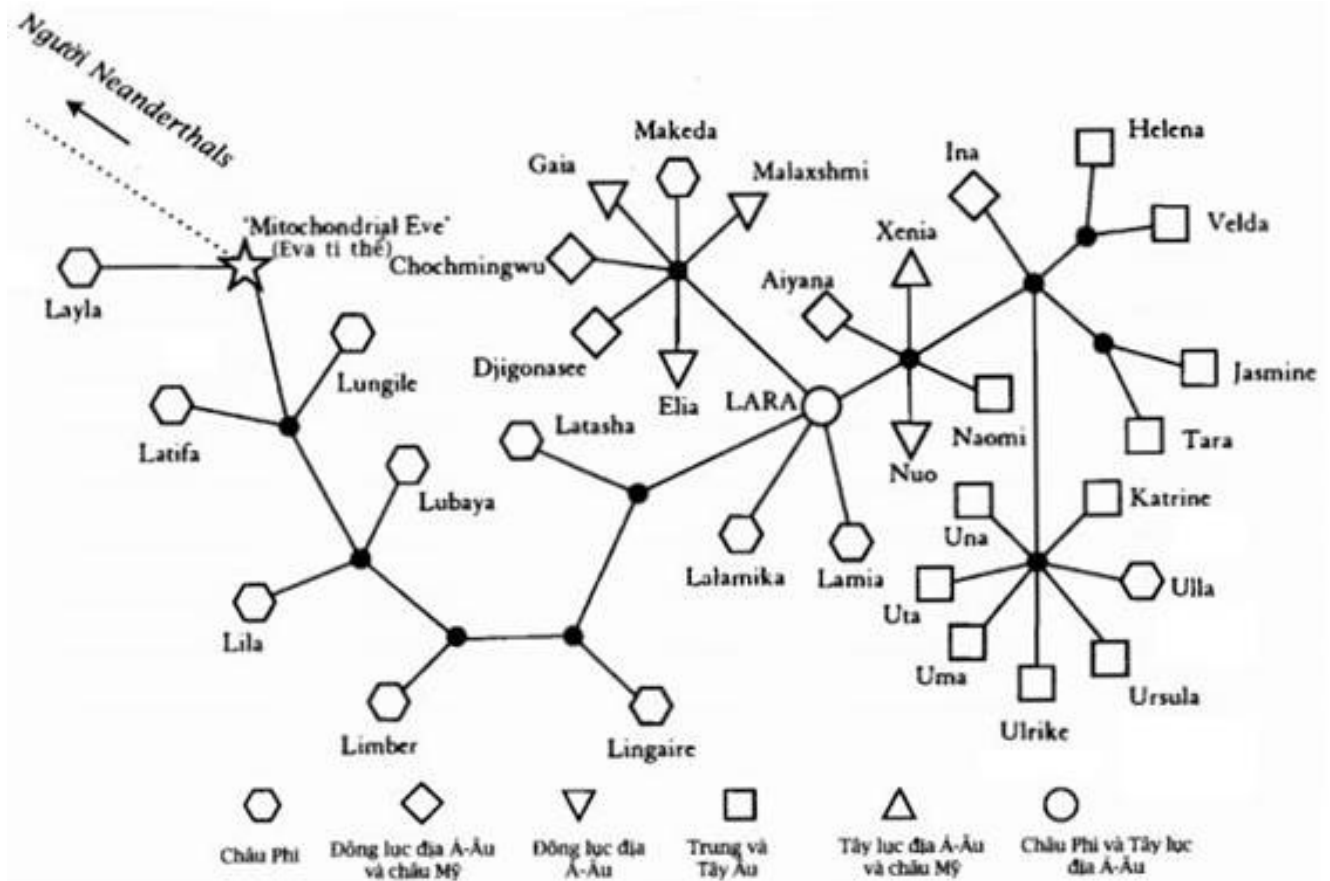 Người Neanderthals
Makeda
Helena
Ina
Gaia
Malaxshmi
"Mitochondrial Eve"
(Eva ti thể)
Xenia
Velda
Chochmingwu
Aiyana
Layla
Djigonasee
Lungile
Elia
LARA
Jasmine
Latasha
Naomi
Tara
Latifa
Nuo
Lubaya
Katrine
Una
Lalamika
Lamia
Ulla
Uta
Lila
Uma
Ursula
Limber
Lingaire
Ulrike
Châu Phi
Đông lục địa Á-Âu
và châu Mỹ
Đông lục địa
Á-Âu
Trung và
Tây Âu
Tây lục địa Á-Âu
và châu Mỹ
Châu Phi và Tây lục
địa Á-Âu